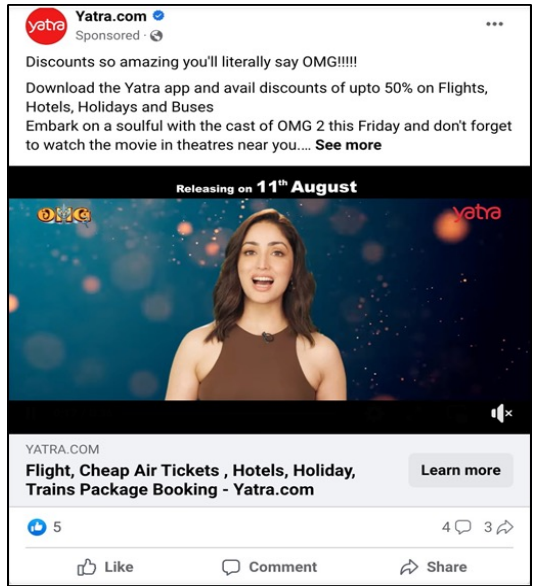 yatra
Yatra.com
Sponsored ·
Discounts so amazing you'll literally say OMG!!!!!
Download the Yatra app and avail discounts of upto 50% on Flights,
Hotels, Holidays and Buses
Embark on a soulful with the cast of OMG 2 this Friday and don't forget
to watch the movie in theatres near you.... See more
Releasing on 11th August
OMG
yatra
YATRA.COM
Flight, Cheap Air Tickets , Hotels, Holiday,
Trains Package Booking - Yatra.com
Learn more
5
4
3
Like
Comment
Share